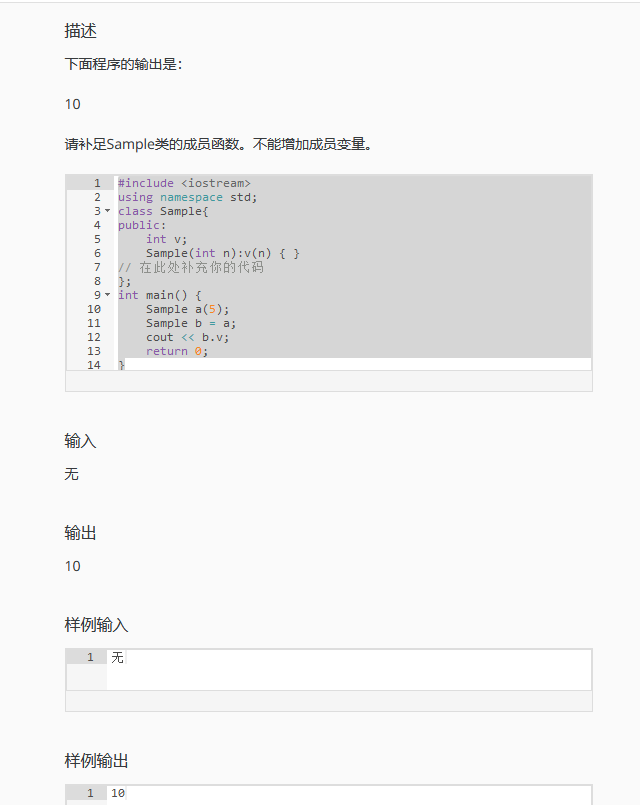 描述
下面程序的输出是：
10
请补足Sample类的成员函数。不能增加成员变量。
1 #include <iostream>
2 using namespace std;
3 class Sample{
4 public:
5     int v;
6     Sample(int n):v(n) { }
7 // 在此处补充你的代码
8 };
9 int main() {
10     Sample a(5);
11     Sample b = a;
12     cout << b.v;
13     return 0;
14 }
输入
无
输出
10
样例输入
1 无
样例输出
1 10